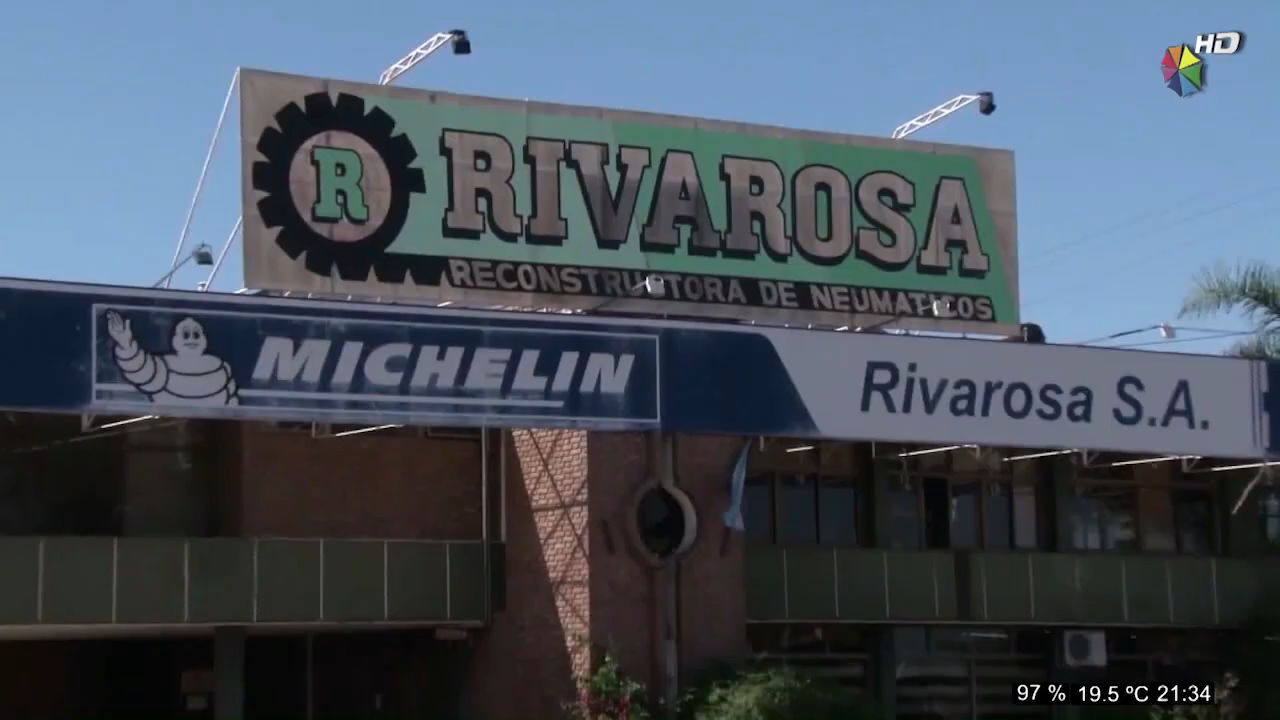 HD
R
RIVAROSA
RECONSTRUCTORA DE NEUMATICOS
MICHELIN
Rivarosa S.A.
97 % 19.5 ºC 21:34